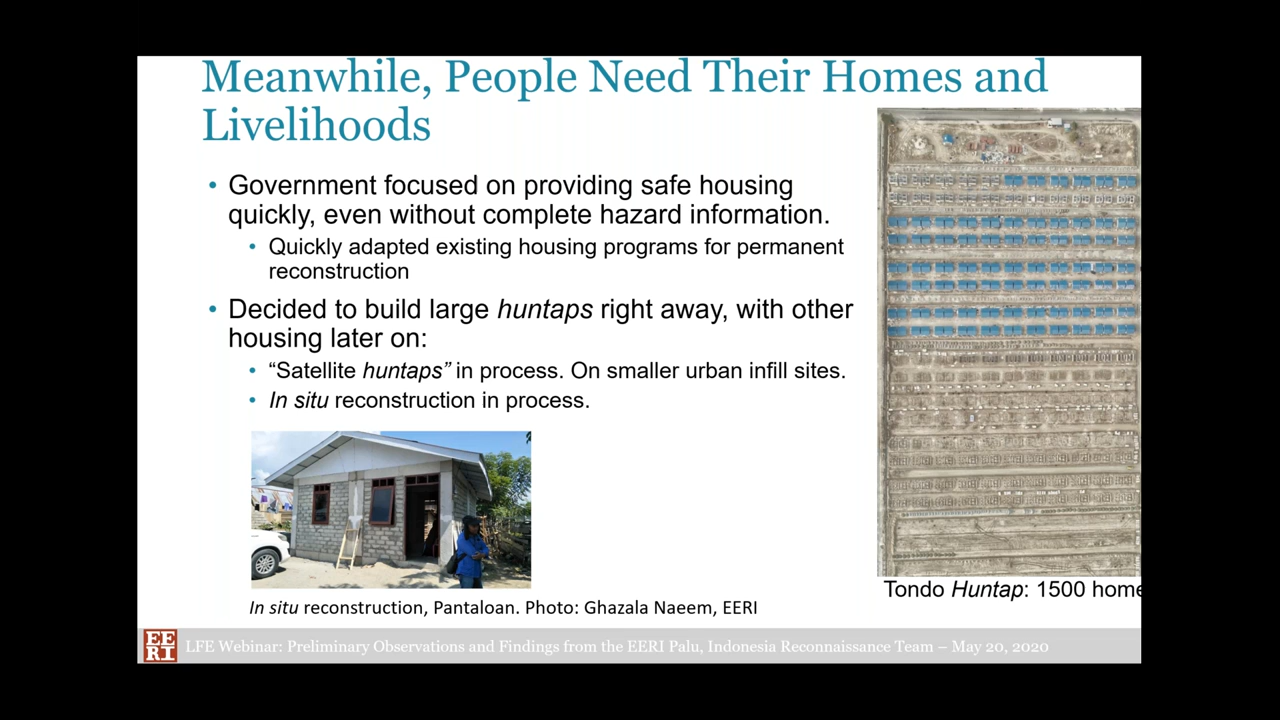 Meanwhile, People Need Their Homes and
Livelihoods
• Government focused on providing safe housing
quickly, even without complete hazard information.
• Quickly adapted existing housing programs for permanent
reconstruction
• Decided to build large huntaps right away, with other
housing later on:
• “Satellite huntaps” in process. On smaller urban infill sites.
• In situ reconstruction in process.
Tondo Huntap: 1500 home
In situ reconstruction, Pantaloan. Photo: Ghazala Naeem, EERI
EE
RI
LFE Webinar: Preliminary Observations and Findings from the EERI Palu, Indonesia Reconnaissance Team – May 20, 2020